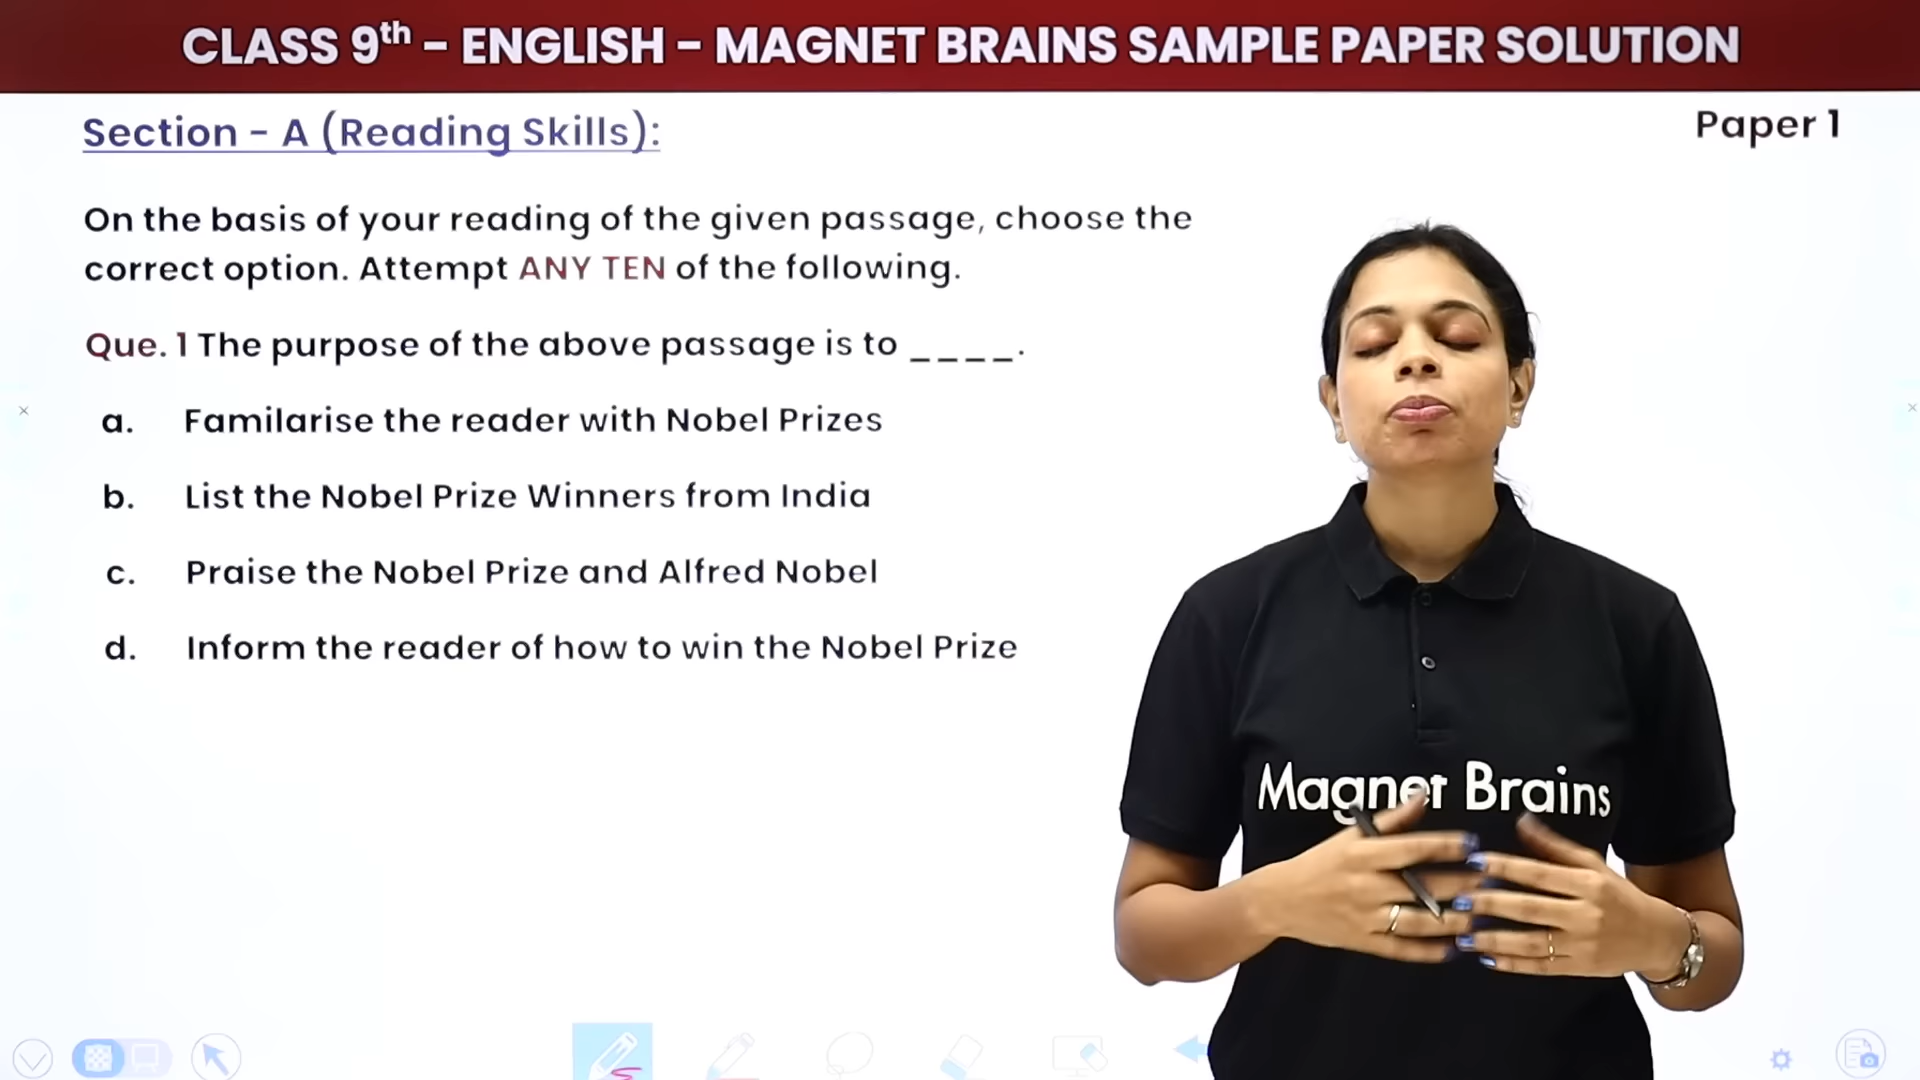 CLASS 9th – ENGLISH – MAGNET BRAINS SAMPLE PAPER SOLUTION
Section - A (Reading Skills):
Paper 1
On the basis of your reading of the given passage, choose the
correct option. Attempt ANY TEN of the following.
Que. 1 The purpose of the above passage is to _ _ _ _.
a. Familarise the reader with Nobel Prizes
b. List the Nobel Prize Winners from India
c. Praise the Nobel Prize and Alfred Nobel
d. Inform the reader of how to win the Nobel Prize
Magnet Brains